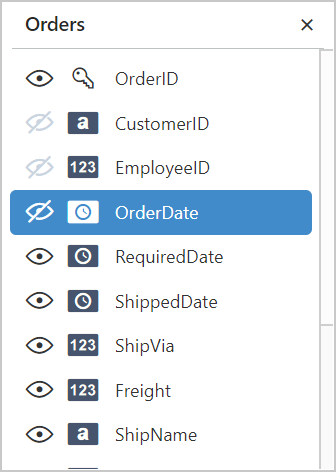 Orders
OrderID
a CustomerID
123 EmployeeID
OrderDate
RequiredDate
ShippedDate
123 ShipVia
123 Freight
a ShipName